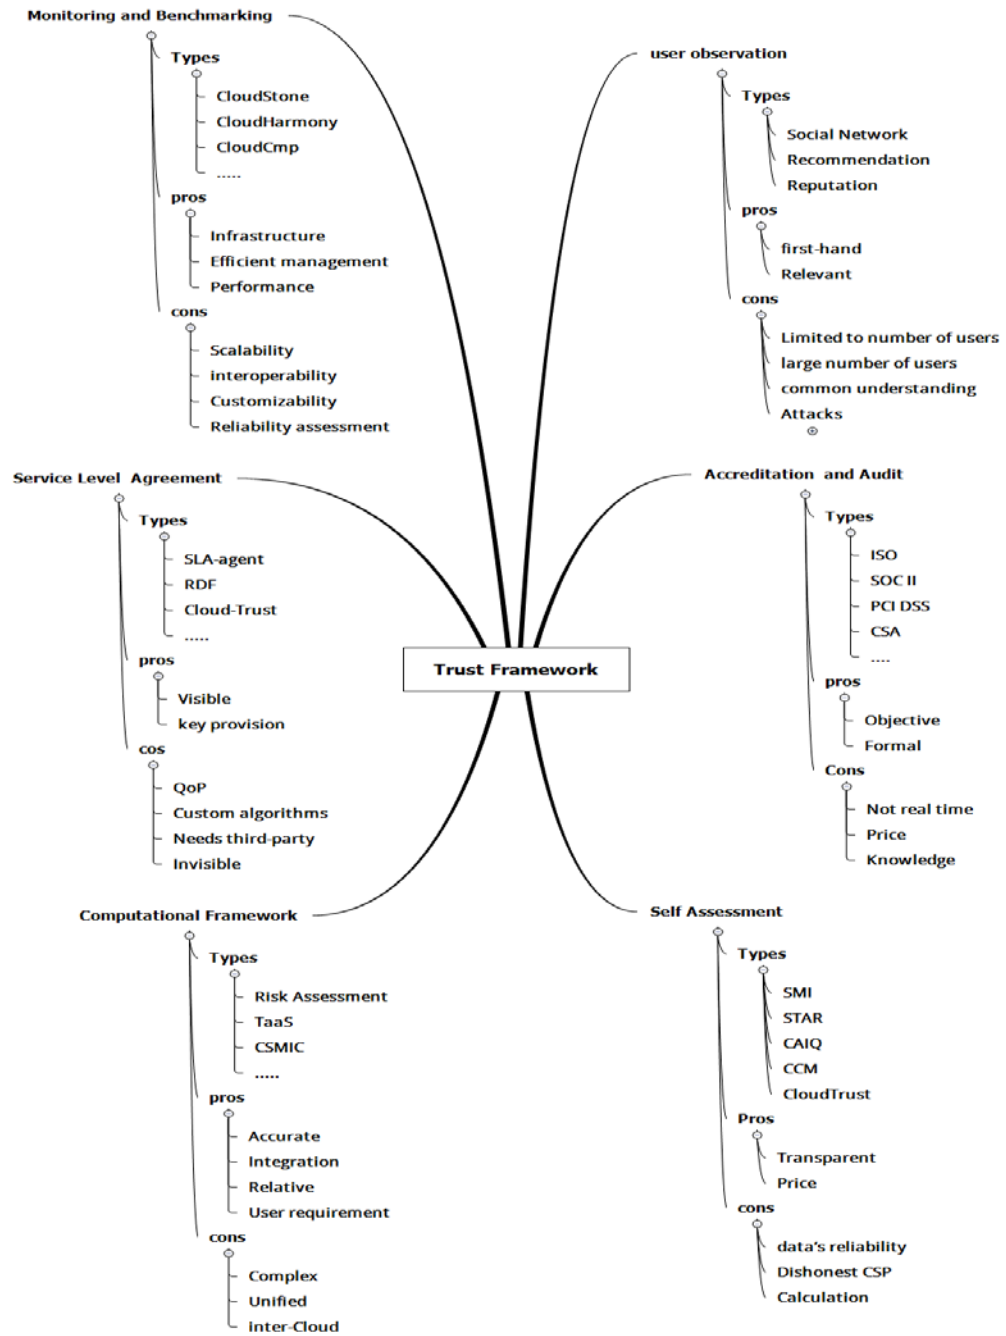 Monitoring and Benchmarking
Types
CloudStone
CloudHarmony
CloudCmp
.....
pros
Infrastructure
Efficient management
Performance
cons
Scalability
interoperability
Customizability
Reliability assessment
Service Level Agreement
Types
SLA-agent
RDF
Cloud-Trust
.....
pros
Visible
key provision
cos
QoP
Custom algorithms
Needs third-party
Invisible
Computational Framework
Types
Risk Assessment
TaaS
CSMIC
.....
pros
Accurate
Integration
Relative
User requirement
cons
Complex
Unified
inter-Cloud
Trust Framework
user observation
Types
Social Network
Recommendation
Reputation
pros
first-hand
Relevant
cons
Limited to number of users
large number of users
common understanding
Attacks
Accreditation and Audit
Types
ISO
SOC II
PCI DSS
CSA
....
pros
Objective
Formal
Cons
Not real time
Price
Knowledge
Self Assessment
Types
SMI
STAR
CAIQ
CCM
CloudTrust
Pros
Transparent
Price
cons
data's reliability
Dishonest CSP
Calculation